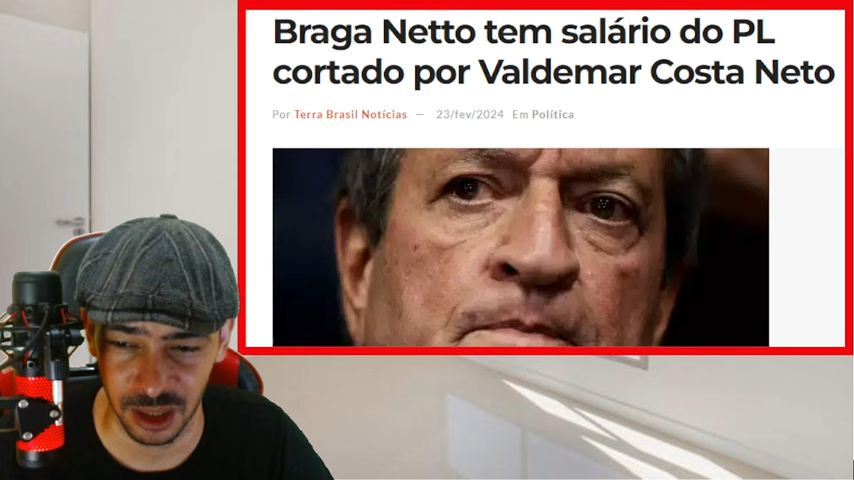 Braga Netto tem salário do PL
cortado por Valdemar Costa Neto
Por Terra Brasil Notícias — 23/fev/2024 Em Política